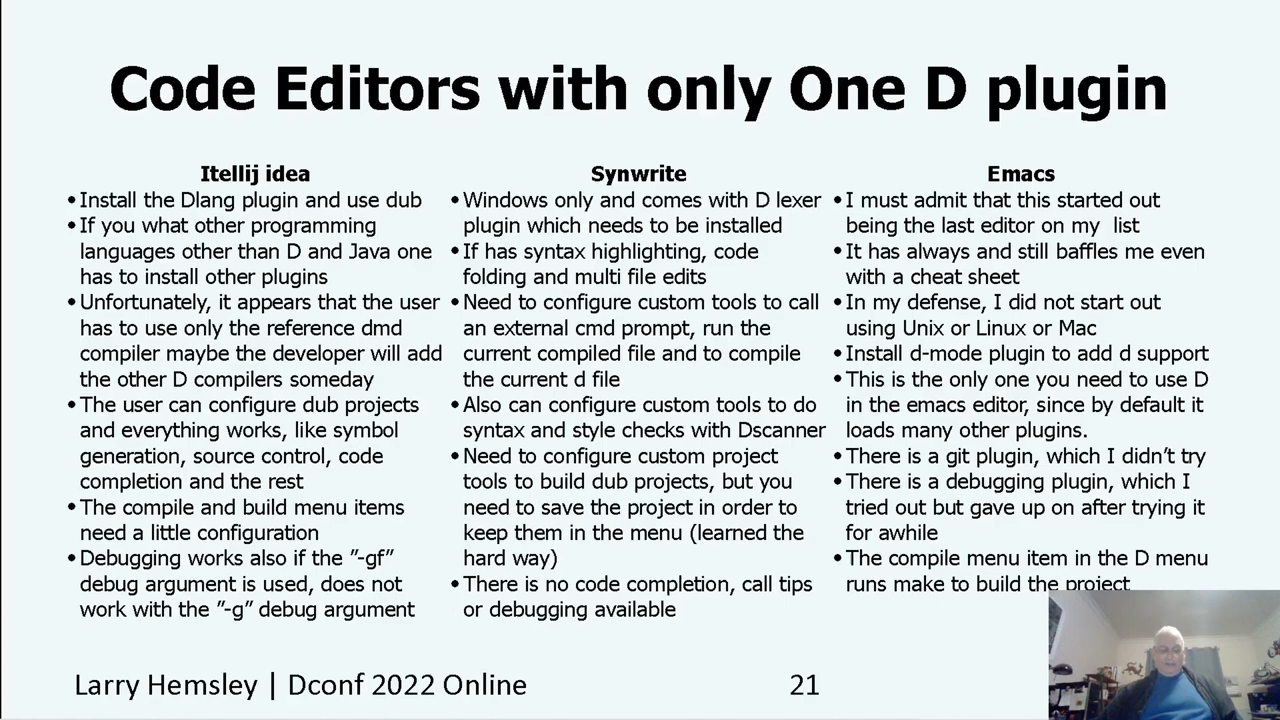 Code Editors with only One D plugin
Itellij idea
• Install the Dlang plugin and use dub
• If you what other programming
languages other than D and Java one
has to install other plugins
• Unfortunately, it appears that the user
has to use only the reference dmd
compiler maybe the developer will add
the other D compilers someday
• The user can configure dub projects
and everything works, like symbol
generation, source control, code
completion and the rest
• The compile and build menu items
need a little configuration
• Debugging works also if the ”-gf”
debug argument is used, does not
work with the ”-g” debug argument
Synwrite
• Windows only and comes with D lexer
plugin which needs to be installed
• If has syntax highlighting, code
folding and multi file edits
• Need to configure custom tools to call
an external cmd prompt, run the
current compiled file and to compile
the current d file
• Also can configure custom tools to do
syntax and style checks with Dscanner
• Need to configure custom project
tools to build dub projects, but you
need to save the project in order to
keep them in the menu (learned the
hard way)
• There is no code completion, call tips
or debugging available
Emacs
• I must admit that this started out
being the last editor on my list
• It has always and still baffles me even
with a cheat sheet
• In my defense, I did not start out
using Unix or Linux or Mac
• Install d-mode plugin to add d support
• This is the only one you need to use D
in the emacs editor, since by default it
loads many other plugins.
• There is a git plugin, which I didn’t try
• There is a debugging plugin, which I
tried out but gave up on after trying it
for awhile
• The compile menu item in the D menu
runs make to build the project
Larry Hemsley | Dconf 2022 Online
21